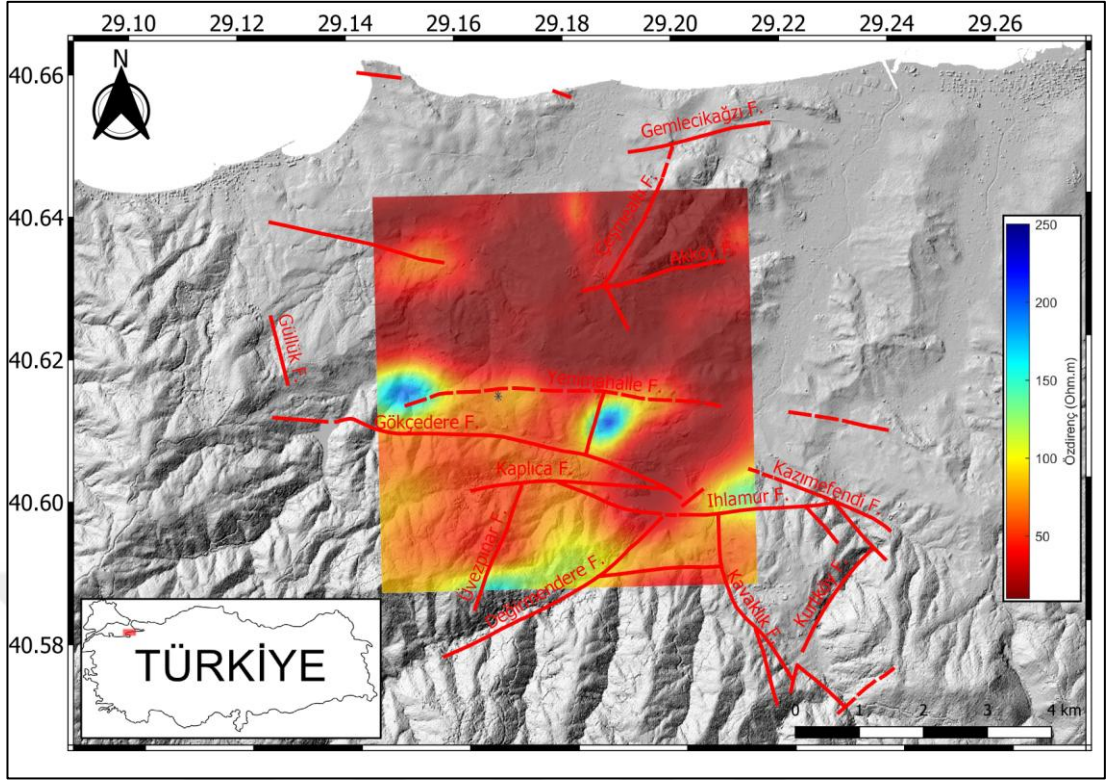 29.10 29.12 29.14 29.16 29.18 29.20 29.22 29.24 29.26
40.66
40.64
40.62
40.60
40.58
N
Gemlecikağzı F.
Akköy F.
Güllük F.
Yenimahalle F.
Gökçedere F.
Kaplıca F.
Ihlamur F.
Kazımefendi F.
Üvezpınar F.
Değirmendere F.
Kavaklık F.
Kurtköy F.
250
200
150
100
50
Özdirenç (Ohm.m)
TÜRKİYE
0 1 2 3 4 km